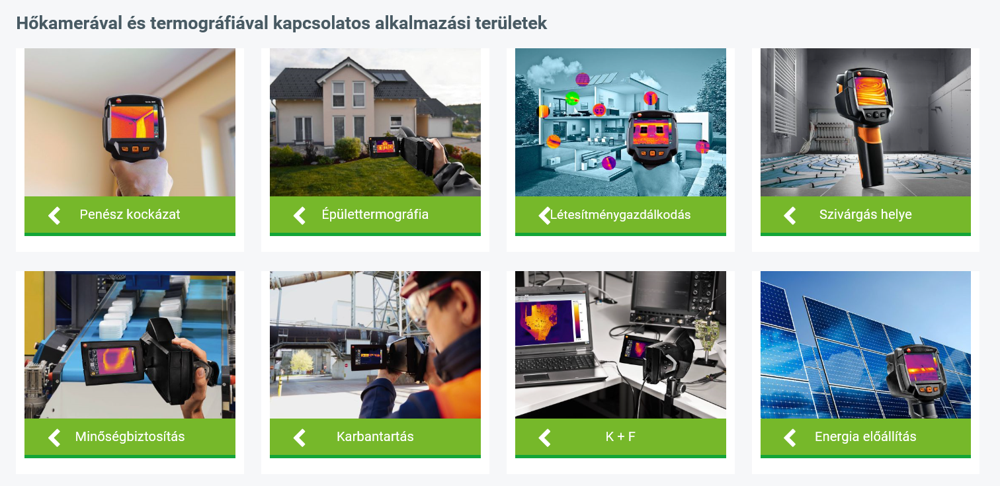 Hőkamerával és termográfiával kapcsolatos alkalmazási területek
Penész kockázat
Épülettermográfia
Létesítménygazdálkodás
Szivárgás helye
Minőségbiztosítás
Karbantartás
K + F
Energia előállítás